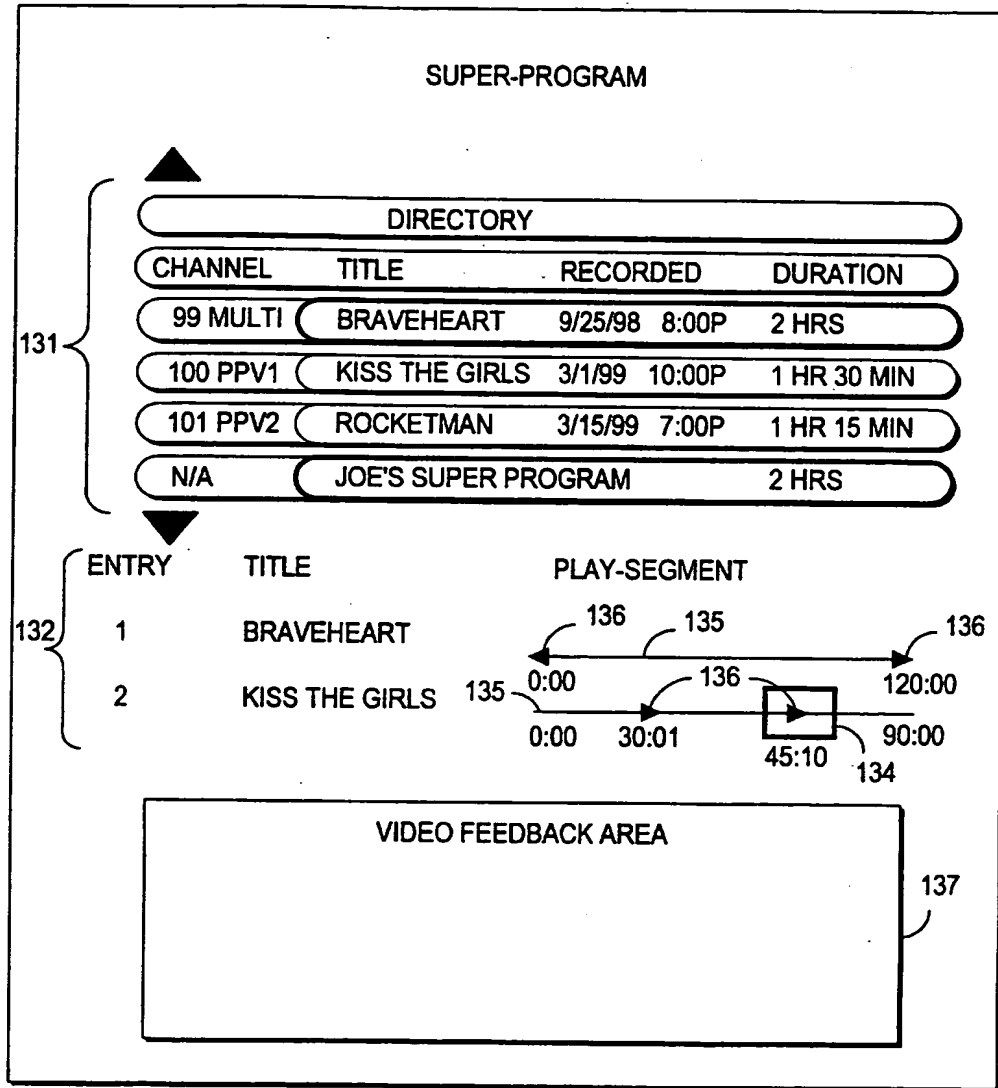 SUPER-PROGRAM
DIRECTORY
CHANNEL TITLE RECORDED DURATION
99 MULTI BRAVEHEART 9/25/98 8:00P 2 HRS
131
100 PPV1 KISS THE GIRLS 3/1/99 10:00P 1 HR 30 MIN
101 PPV2 ROCKETMAN 3/15/99 7:00P 1 HR 15 MIN
N/A JOE'S SUPER PROGRAM 2 HRS
ENTRY TITLE PLAY-SEGMENT
132 1 BRAVEHEART 136 135 136
0:00 120:00
2 KISS THE GIRLS 135 136
0:00 30:01 45:10 90:00
134
VIDEO FEEDBACK AREA
137